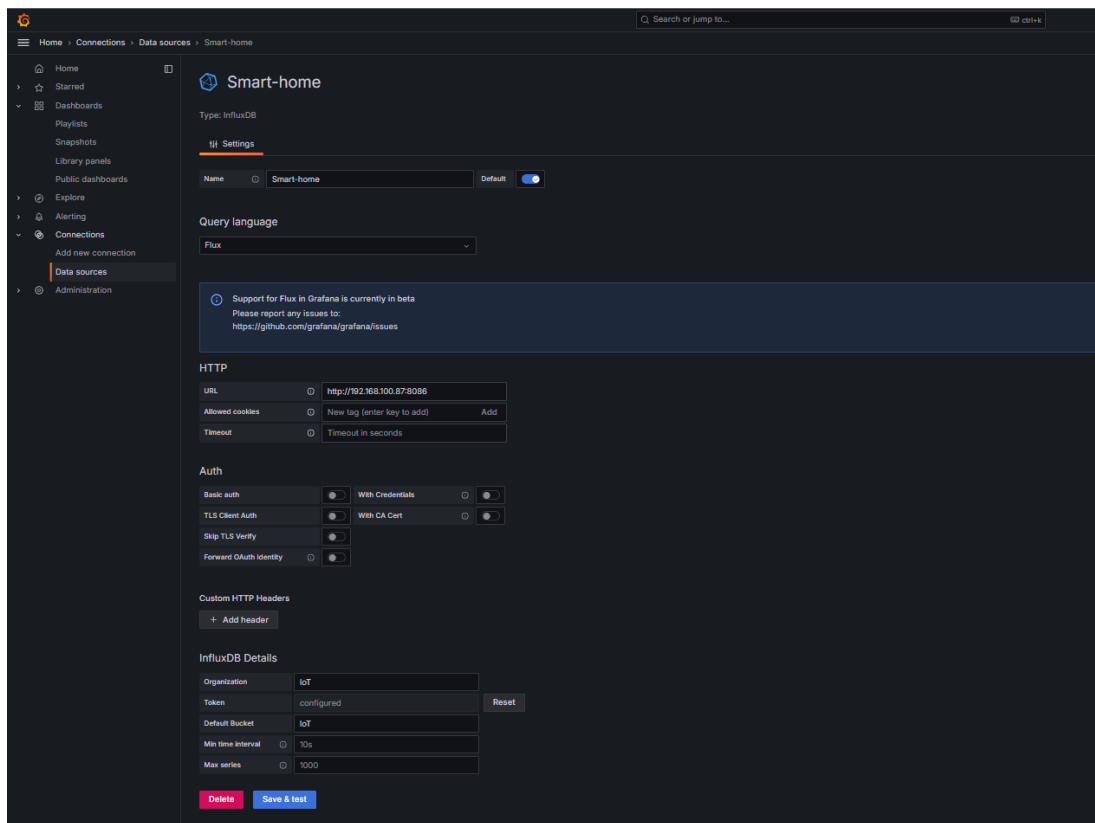 Search or jump to...
ctrl+k
Home › Connections › Data sources › Smart-home
Home
Starred
Dashboards
Playlists
Snapshots
Library panels
Public dashboards
Explore
Alerting
Connections
Add new connection
Data sources
Administration
Smart-home
Type: InfluxDB
Settings
Name Smart-home Default
Query language
Flux
Support for Flux in Grafana is currently in beta
Please report any issues to:
https://github.com/grafana/grafana/issues
HTTP
URL http://192.168.100.87:8086
Allowed cookies New tag (enter key to add) Add
Timeout Timeout in seconds
Auth
Basic auth With Credentials
TLS Client Auth With CA Cert
Skip TLS Verify
Forward OAuth Identity
Custom HTTP Headers
+ Add header
InfluxDB Details
Organization IoT
Token configured Reset
Default Bucket IoT
Min time interval 10s
Max series 1000
Delete Save & test